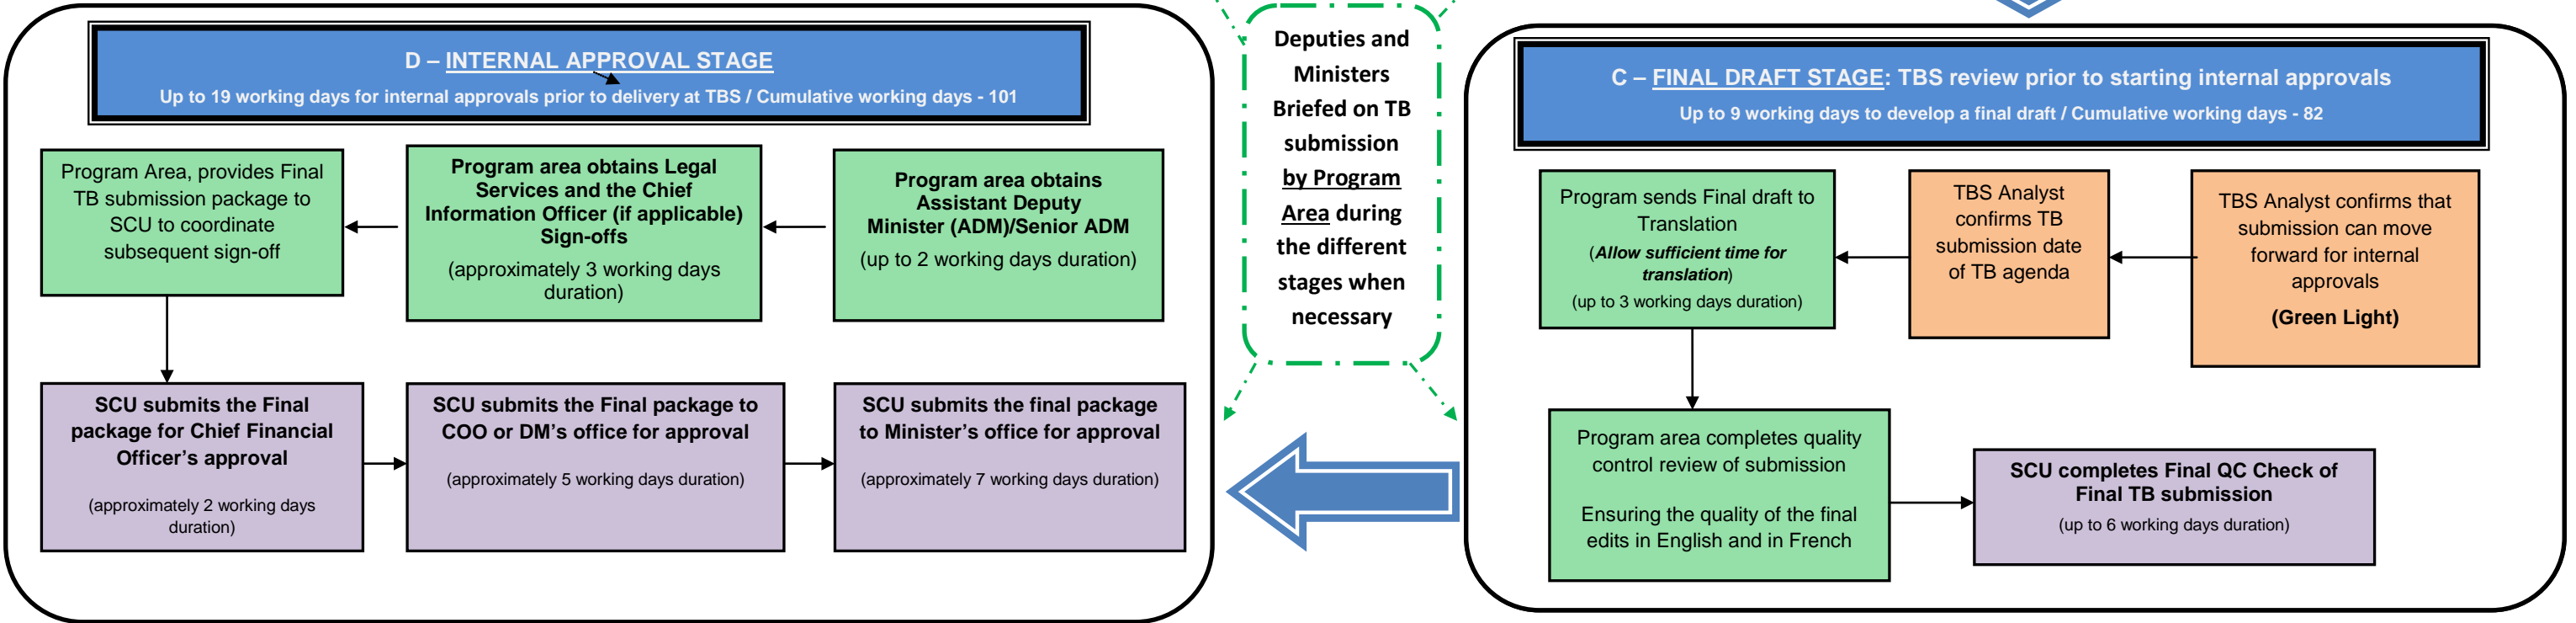 D – INTERNAL APPROVAL STAGE
Up to 19 working days for internal approvals prior to delivery at TBS / Cumulative working days - 101
Program Area, provides Final
TB submission package to
SCU to coordinate
subsequent sign-off
Program area obtains Legal
Services and the Chief
Information Officer (if applicable)
Sign-offs
(approximately 3 working days
duration)
Program area obtains
Assistant Deputy
Minister (ADM)/Senior ADM
(up to 2 working days duration)
SCU submits the Final
package for Chief Financial
Officer's approval
(approximately 2 working days
duration)
SCU submits the Final package to
COO or DM's office for approval
(approximately 5 working days duration)
SCU submits the final package
to Minister's office for approval
(approximately 7 working days duration)
Deputies and
Ministers
Briefed on TB
submission
by Program
Area during
the different
stages when
necessary
C – FINAL DRAFT STAGE: TBS review prior to starting internal approvals
Up to 9 working days to develop a final draft / Cumulative working days - 82
Program sends Final draft to
Translation
(Allow sufficient time for
translation)
(up to 3 working days duration)
TBS Analyst
confirms TB
submission date
of TB agenda
TBS Analyst confirms that
submission can move
forward for internal
approvals
(Green Light)
Program area completes quality
control review of submission
Ensuring the quality of the final
edits in English and in French
SCU completes Final QC Check of
Final TB submission
(up to 6 working days duration)